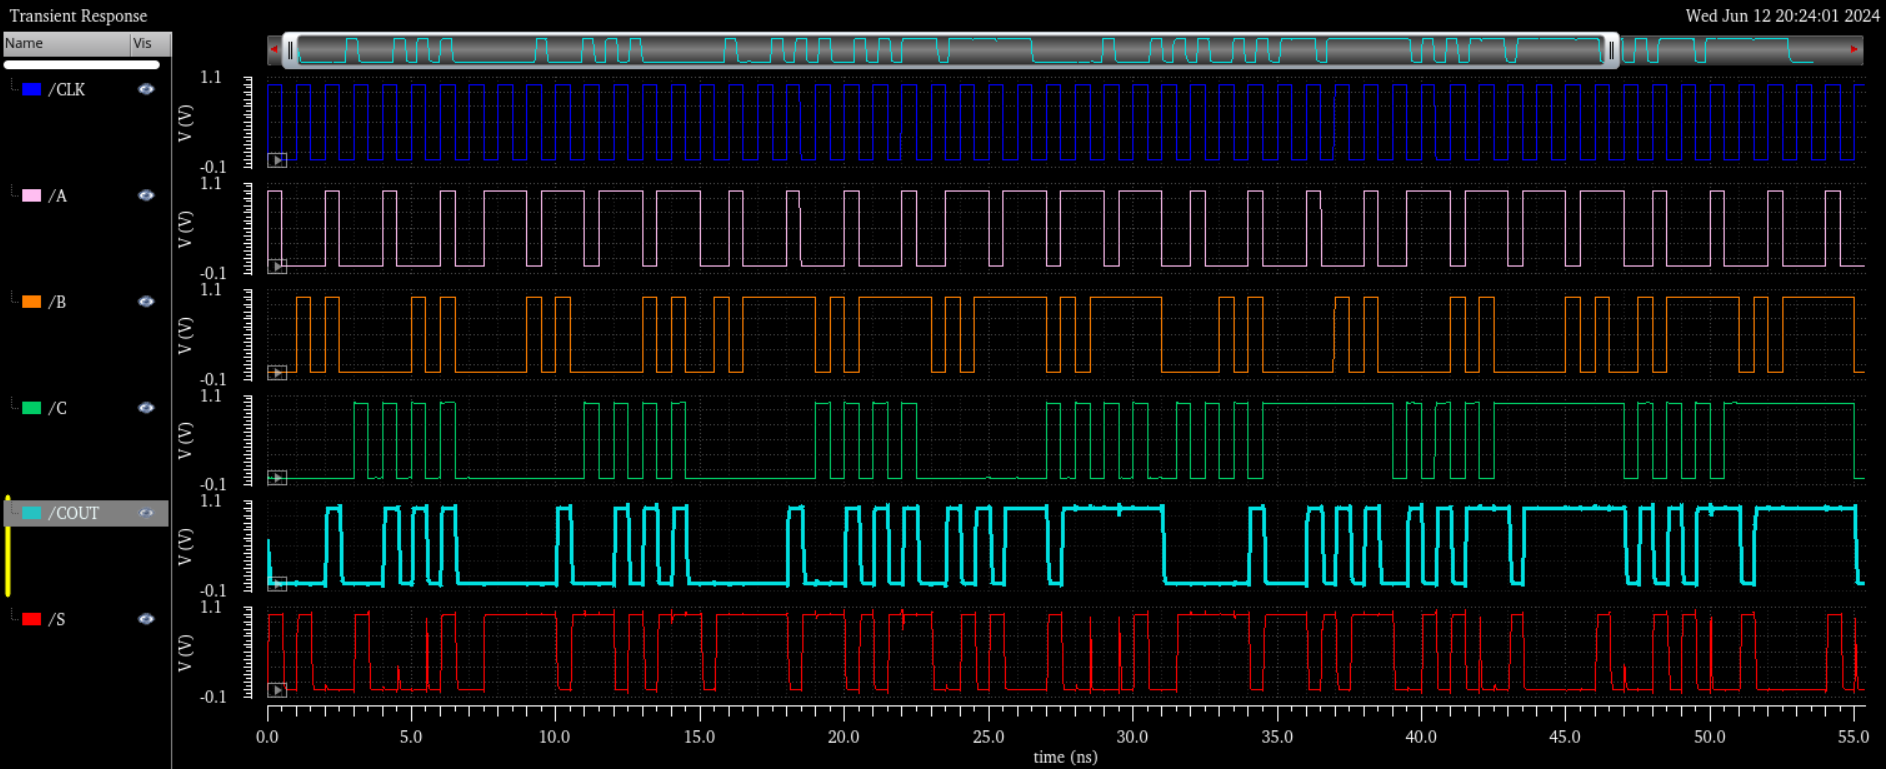 Transient Response
Wed Jun 12 20:24:01 2024
Name Vis
/CLK
1.1
V (V)
-0.1
/A
1.1
V (V)
-0.1
/B
1.1
V (V)
-0.1
/C
1.1
V (V)
-0.1
/COUT
1.1
V (V)
-0.1
/S
1.1
V (V)
-0.1
0.0 5.0 10.0 15.0 20.0 25.0 30.0 35.0 40.0 45.0 50.0 55.0
time (ns)